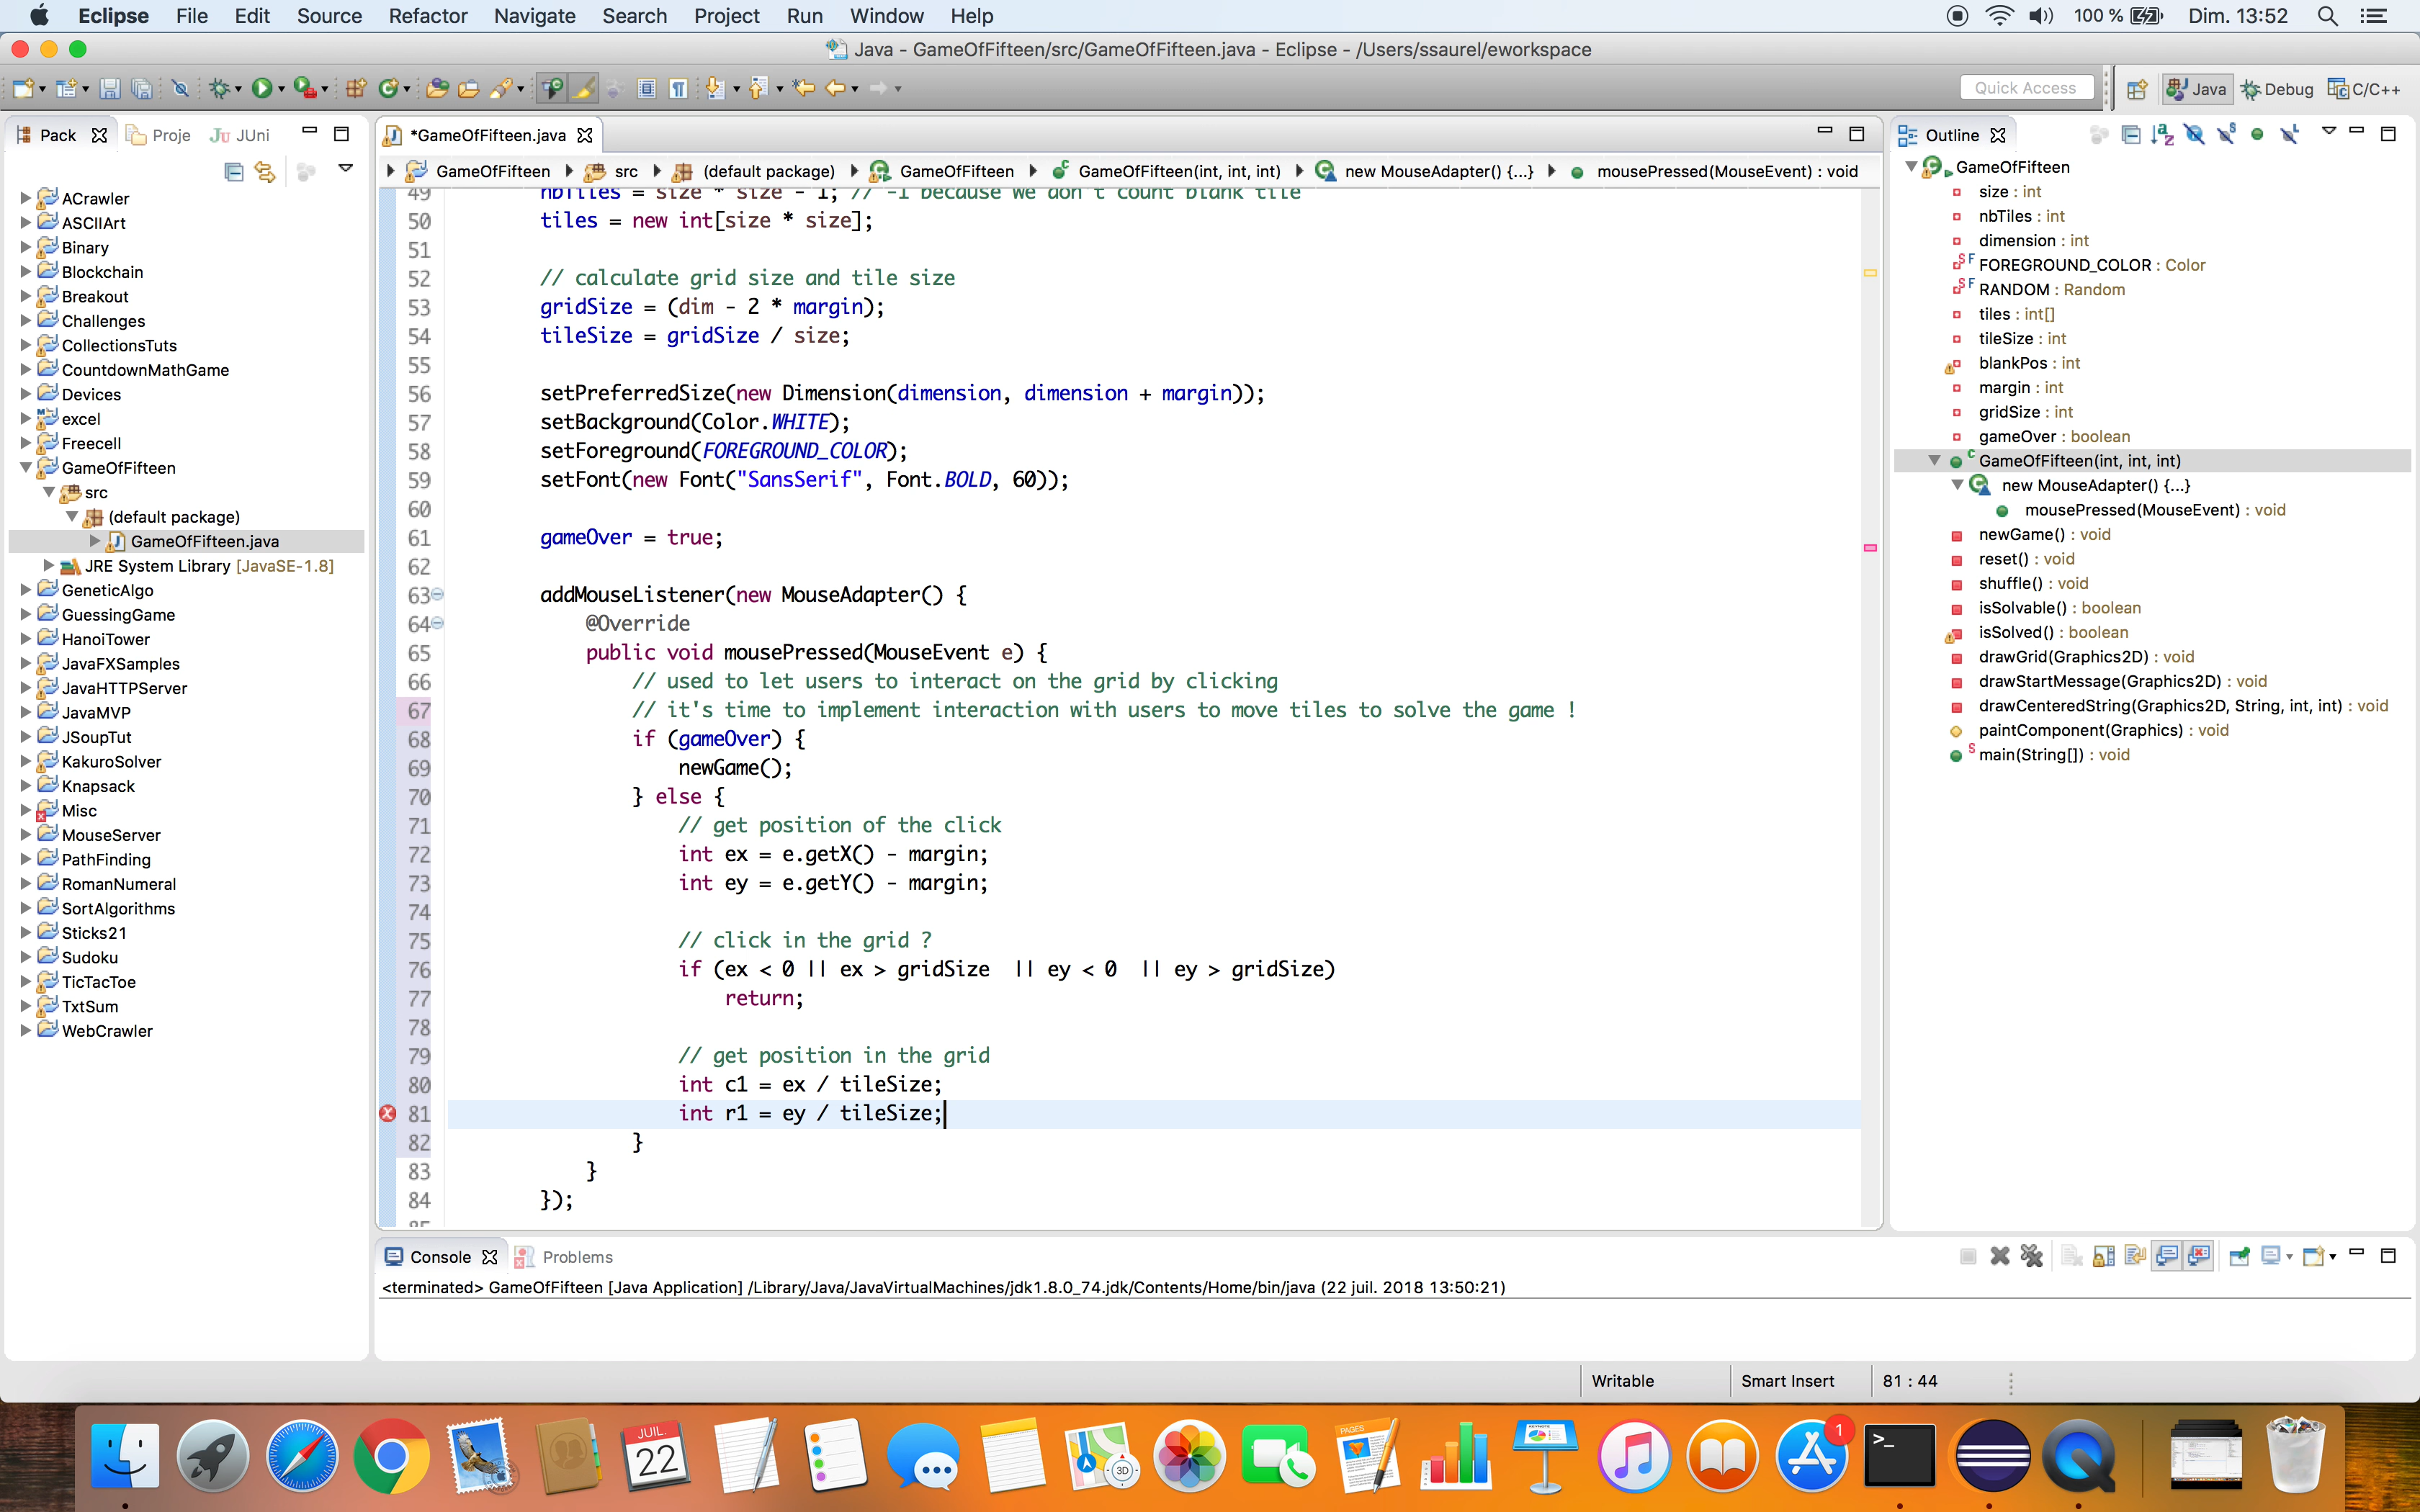 Eclipse File Edit Source Refactor Navigate Search Project Run Window Help 100 % Dim. 13:52
Java - GameOfFifteen/src/GameOfFifteen.java - Eclipse - /Users/ssaurel/eworkspace
Quick Access Java Debug C/C++
Pack Proje JUni
*GameOfFifteen.java
Outline
GameOfFifteen src (default package) GameOfFifteen GameOfFifteen(int, int, int) new MouseAdapter() {...} mousePressed(MouseEvent) : void
ACrawler
ASCIIArt
Binary
Blockchain
Breakout
Challenges
CollectionsTuts
CountdownMathGame
Devices
excel
Freecell
GameOfFifteen
src
(default package)
GameOfFifteen.java
JRE System Library [JavaSE-1.8]
GeneticAlgo
GuessingGame
HanoiTower
JavaFXSamples
JavaHTTPServer
JavaMVP
JSoupTut
KakuroSolver
Knapsack
Misc
MouseServer
PathFinding
RomanNumeral
SortAlgorithms
Sticks21
Sudoku
TicTacToe
TxtSum
WebCrawler
49 nbTiles = size * size - 1; // -1 because we don't count blank tile
50 tiles = new int[size * size];
51
52 // calculate grid size and tile size
53 gridSize = (dim - 2 * margin);
54 tileSize = gridSize / size;
55
56 setPreferredSize(new Dimension(dimension, dimension + margin));
57 setBackground(Color.WHITE);
58 setForeground(FOREGROUND_COLOR);
59 setFont(new Font("SansSerif", Font.BOLD, 60));
60
61 gameOver = true;
62
63 addMouseListener(new MouseAdapter() {
64 @Override
65 public void mousePressed(MouseEvent e) {
66 // used to let users to interact on the grid by clicking
67 // it's time to implement interaction with users to move tiles to solve the game !
68 if (gameOver) {
69 newGame();
70 } else {
71 // get position of the click
72 int ex = e.getX() - margin;
73 int ey = e.getY() - margin;
74
75 // click in the grid ?
76 if (ex < 0 || ex > gridSize || ey < 0 || ey > gridSize)
77 return;
78
79 // get position in the grid
80 int c1 = ex / tileSize;
81 int r1 = ey / tileSize;
82 }
83 }
84 });
85
GameOfFifteen
size : int
nbTiles : int
dimension : int
FOREGROUND_COLOR : Color
RANDOM : Random
tiles : int[]
tileSize : int
blankPos : int
margin : int
gridSize : int
gameOver : boolean
GameOfFifteen(int, int, int)
new MouseAdapter() {...}
mousePressed(MouseEvent) : void
newGame() : void
reset() : void
shuffle() : void
isSolvable() : boolean
isSolved() : boolean
drawGrid(Graphics2D) : void
drawStartMessage(Graphics2D) : void
drawCenteredString(Graphics2D, String, int, int) : void
paintComponent(Graphics) : void
main(String[]) : void
Console Problems
<terminated> GameOfFifteen [Java Application] /Library/Java/JavaVirtualMachines/jdk1.8.0_74.jdk/Contents/Home/bin/java (22 juil. 2018 13:50:21)
Writable Smart Insert 81 : 44
JUIL.
22
3D
PAGES
1
>_